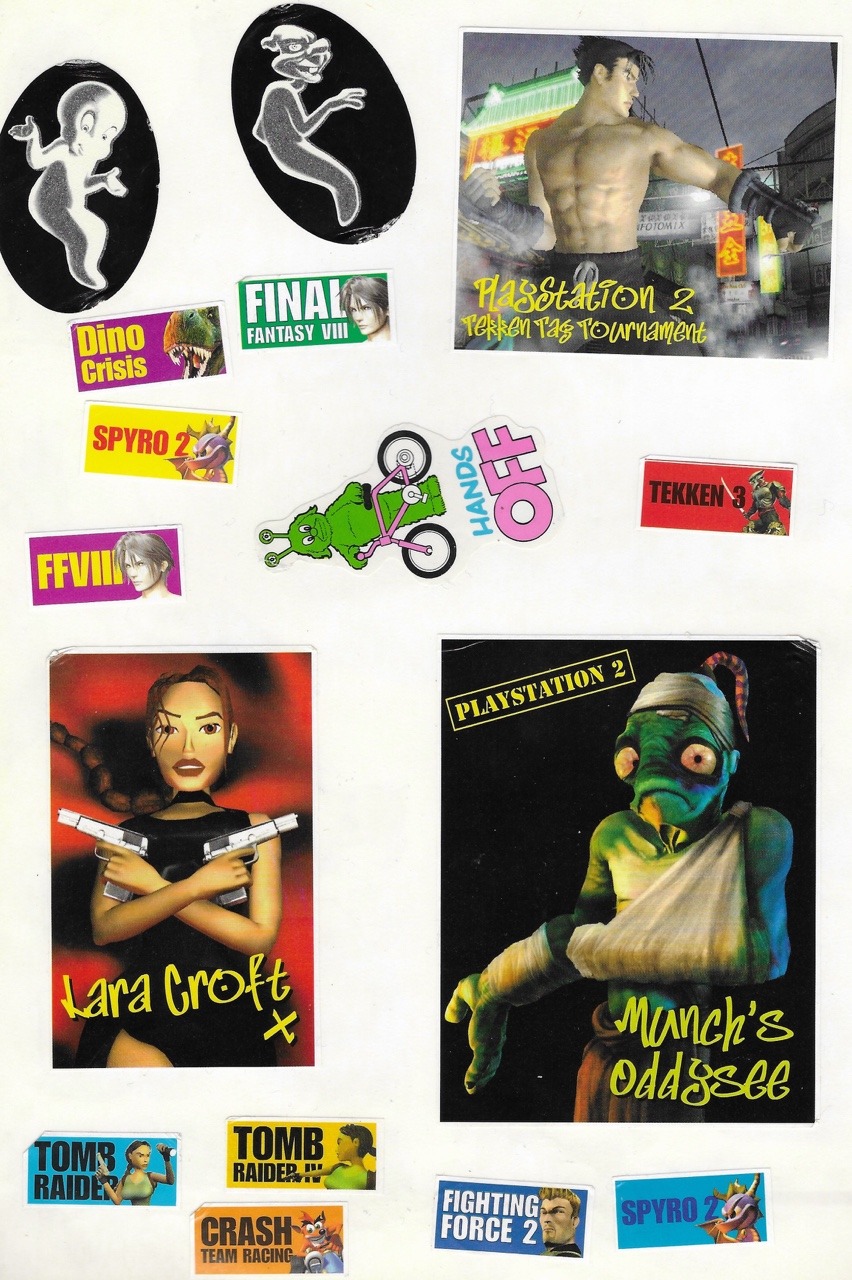 PlayStation 2
Tekken Tag Tournament
FINAL
FANTASY VIII
Dino
Crisis
SPYRO 2
HANDS
OFF
TEKKEN 3
FFVIII
PLAYSTATION 2
Lara Croft
x
Munch's
Oddysee
TOMB
RAIDER
TOMB
RAIDER IV
CRASH
TEAM RACING
FIGHTING
FORCE 2
SPYRO 2